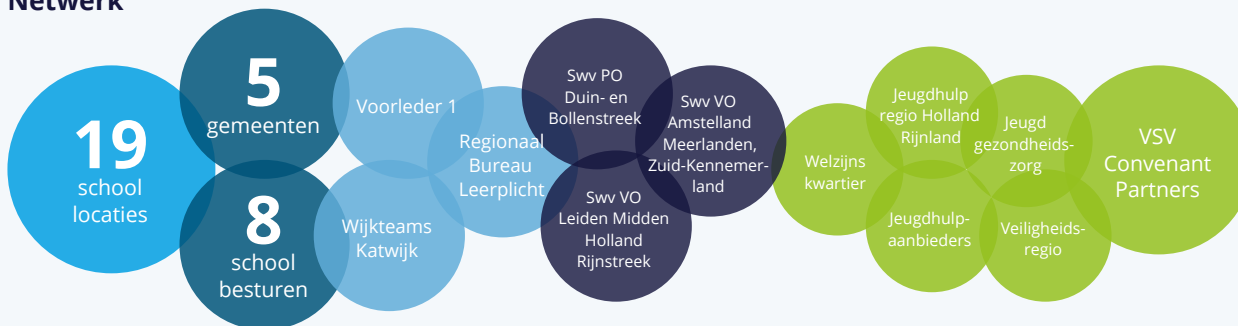 Netwerk
19
school
locaties
5
gemeenten
8
school
besturen
Voorleder 1
Wijkteams
Katwijk
Regionaal
Bureau
Leerplicht
Swv PO
Duin- en
Bollenstreek
Swv VO
Leiden Midden
Holland
Rijnstreek
Swv VO
Amstelland
Meerlanden,
Zuid-Kennemer-
land
Welzijns
kwartier
Jeugdhulp
regio Holland
Rijnland
Jeugdhulp-
aanbieders
Jeugd
gezondheids-
zorg
Veiligheids-
regio
VSV
Convenant
Partners